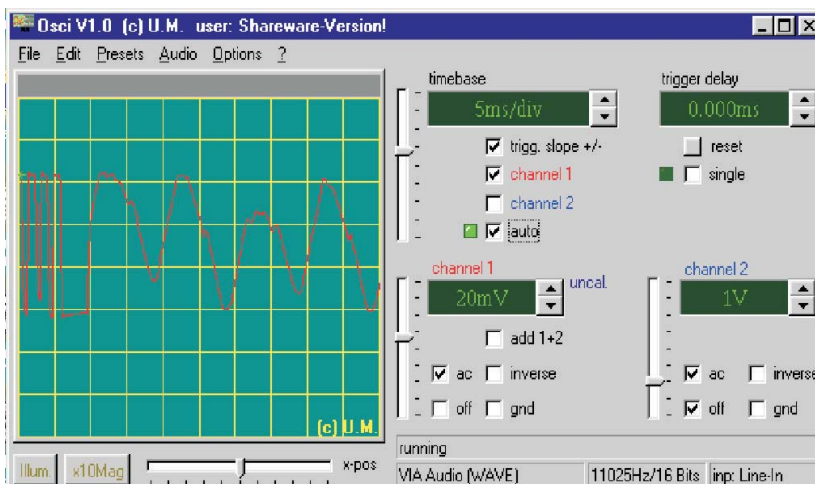 Osci V1.0 (c) U.M. user: Shareware-Version!
File Edit Presets Audio Options ?
timebase
5ms/div
trigger delay
0.000ms
trigg. slope +/-
reset
channel 1
single
channel 2
auto
channel 1
20mV
uncal.
channel 2
1V
add 1+2
ac
inverse
off
gnd
ac
inverse
off
gnd
(c) U.M.
Illum
x10Mag
x-pos
running
VIA Audio (WAVE)
11025Hz/16 Bits
inp: Line-In